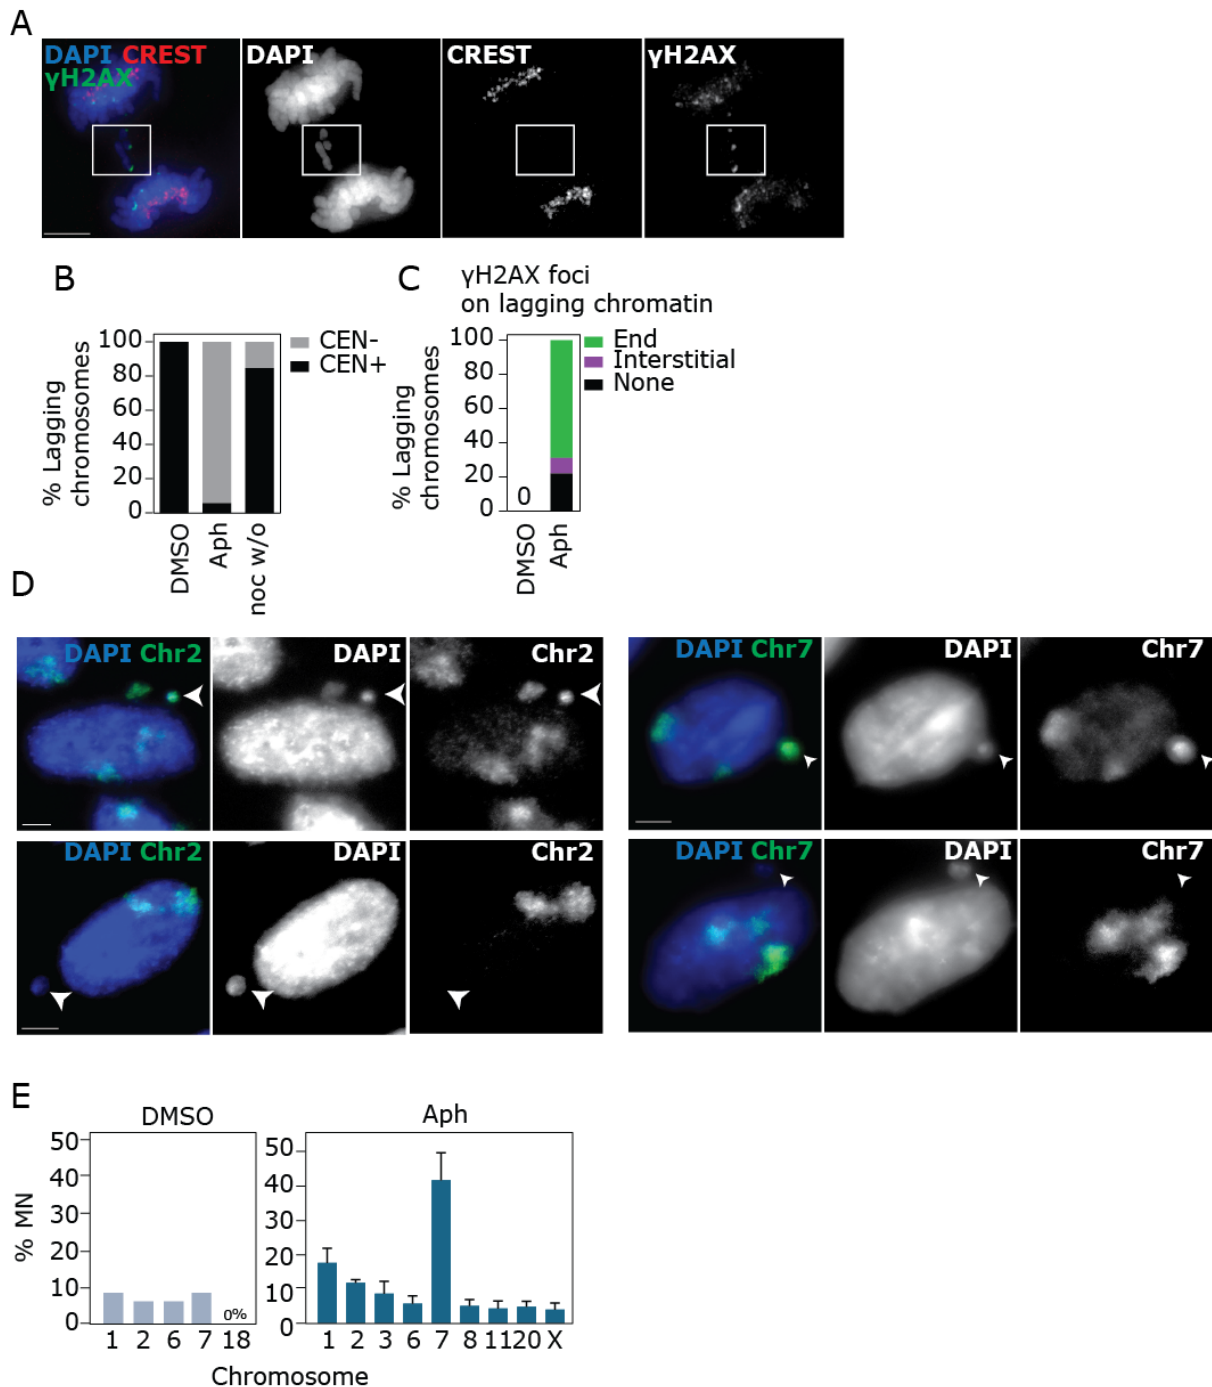 A
DAPI CREST
γH2AX
DAPI
CREST
γH2AX
B
% Lagging
chromosomes
100
80
60
40
20
0
DMSO
Aph
noc w/o
CEN-
CEN+
C
γH2AX foci
on lagging chromatin
% Lagging
chromosomes
100
80
60
40
20
0
0
DMSO
Aph
End
Interstitial
None
D
DAPI Chr2
DAPI
Chr2
DAPI Chr7
DAPI
Chr7
DAPI Chr2
DAPI
Chr2
DAPI Chr7
DAPI
Chr7
E
DMSO
% MN
50
40
30
20
10
0
0%
1 2 6 7 18
Aph
50
40
30
20
10
0
1 2 3 6 7 8 11 20 X
Chromosome